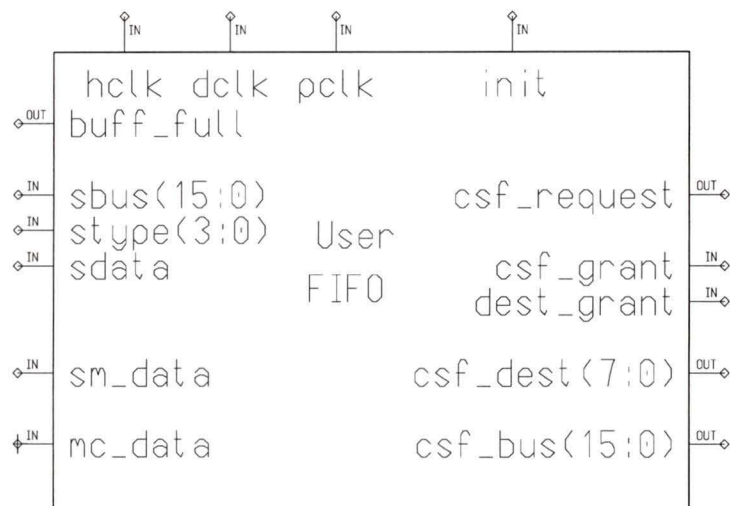 IN IN IN IN
hclk dclk pclk init
OUT buff_full
IN sbus(15:0) csf_request OUT
IN stype(3:0) User
IN sdata csf_grant IN
FIFO dest_grant IN
IN sm_data csf_dest(7:0) OUT
IN mc_data csf_bus(15:0) OUT